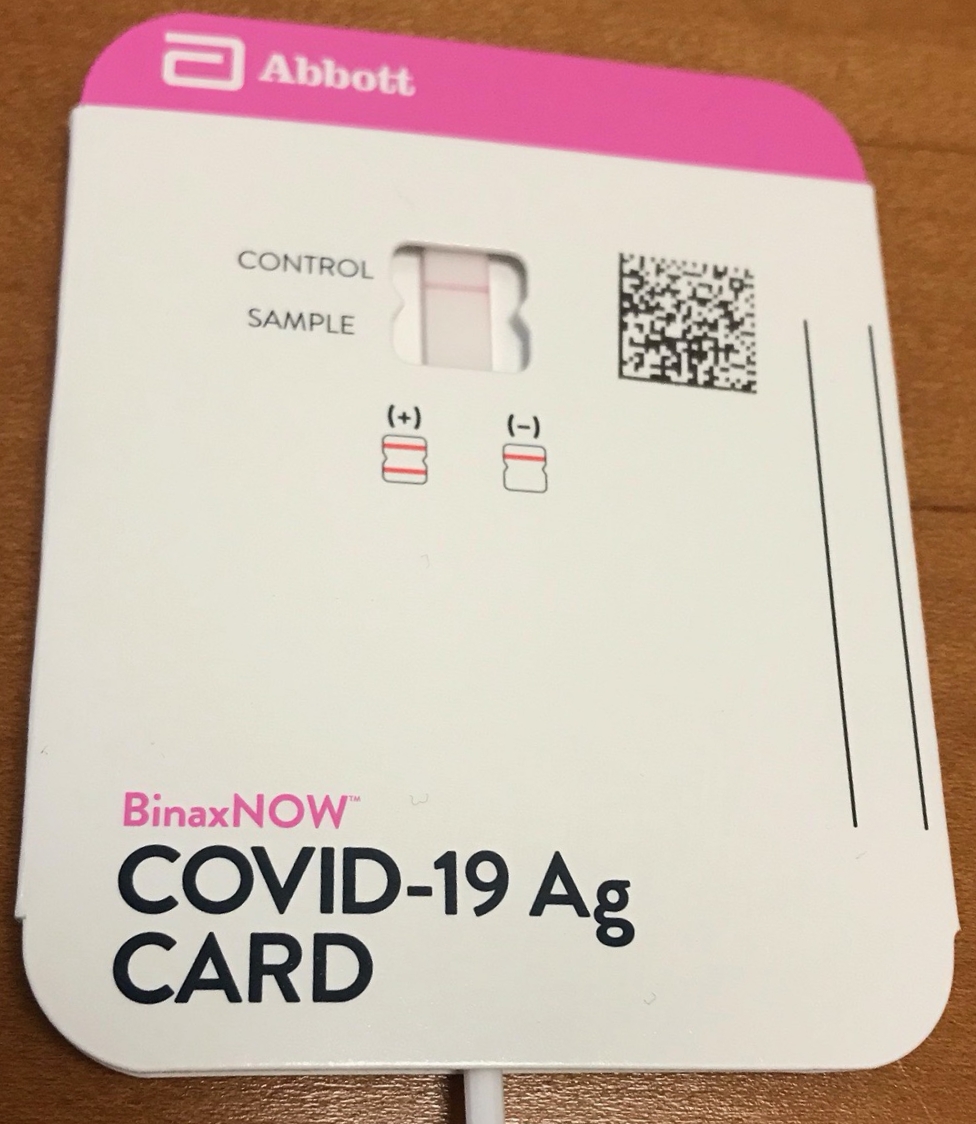 Abbott
CONTROL
SAMPLE
(+) (-)
BinaxNOW™
COVID-19 Ag
CARD